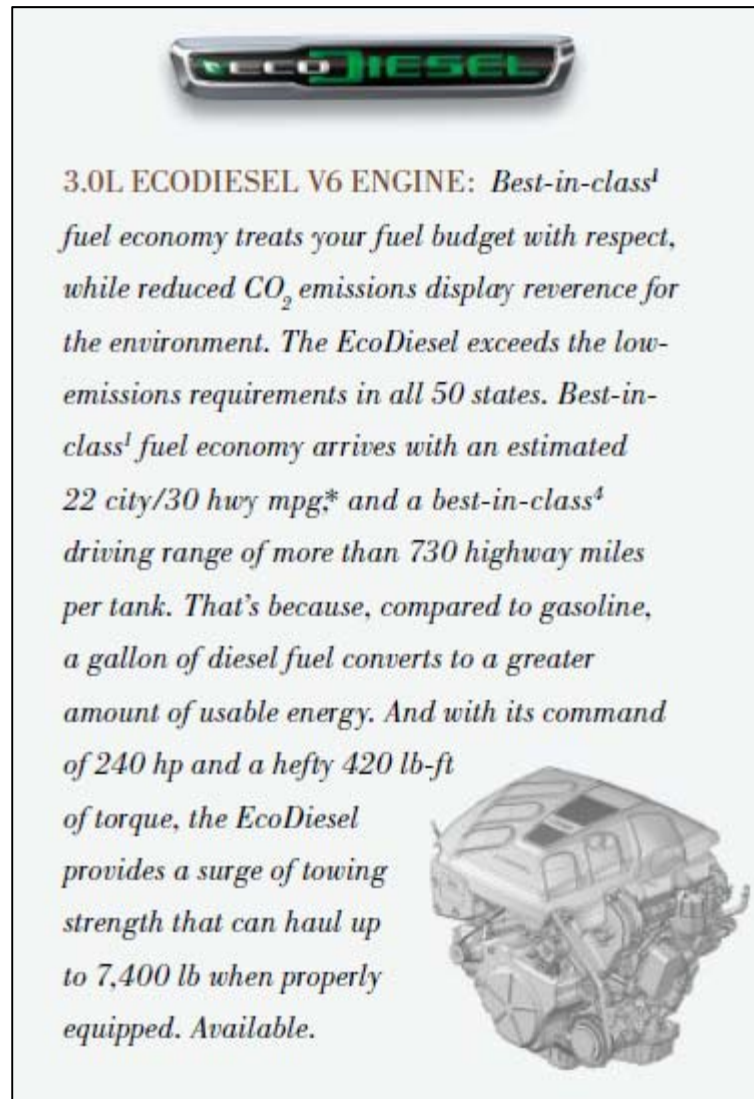 ECODIESEL
3.0L ECODIESEL V6 ENGINE: Best-in-class¹
fuel economy treats your fuel budget with respect,
while reduced CO₂ emissions display reverence for
the environment. The EcoDiesel exceeds the low-
emissions requirements in all 50 states. Best-in-
class¹ fuel economy arrives with an estimated
22 city/30 hwy mpg,* and a best-in-class⁴
driving range of more than 730 highway miles
per tank. That's because, compared to gasoline,
a gallon of diesel fuel converts to a greater
amount of usable energy. And with its command
of 240 hp and a hefty 420 lb-ft
of torque, the EcoDiesel
provides a surge of towing
strength that can haul up
to 7,400 lb when properly
equipped. Available.